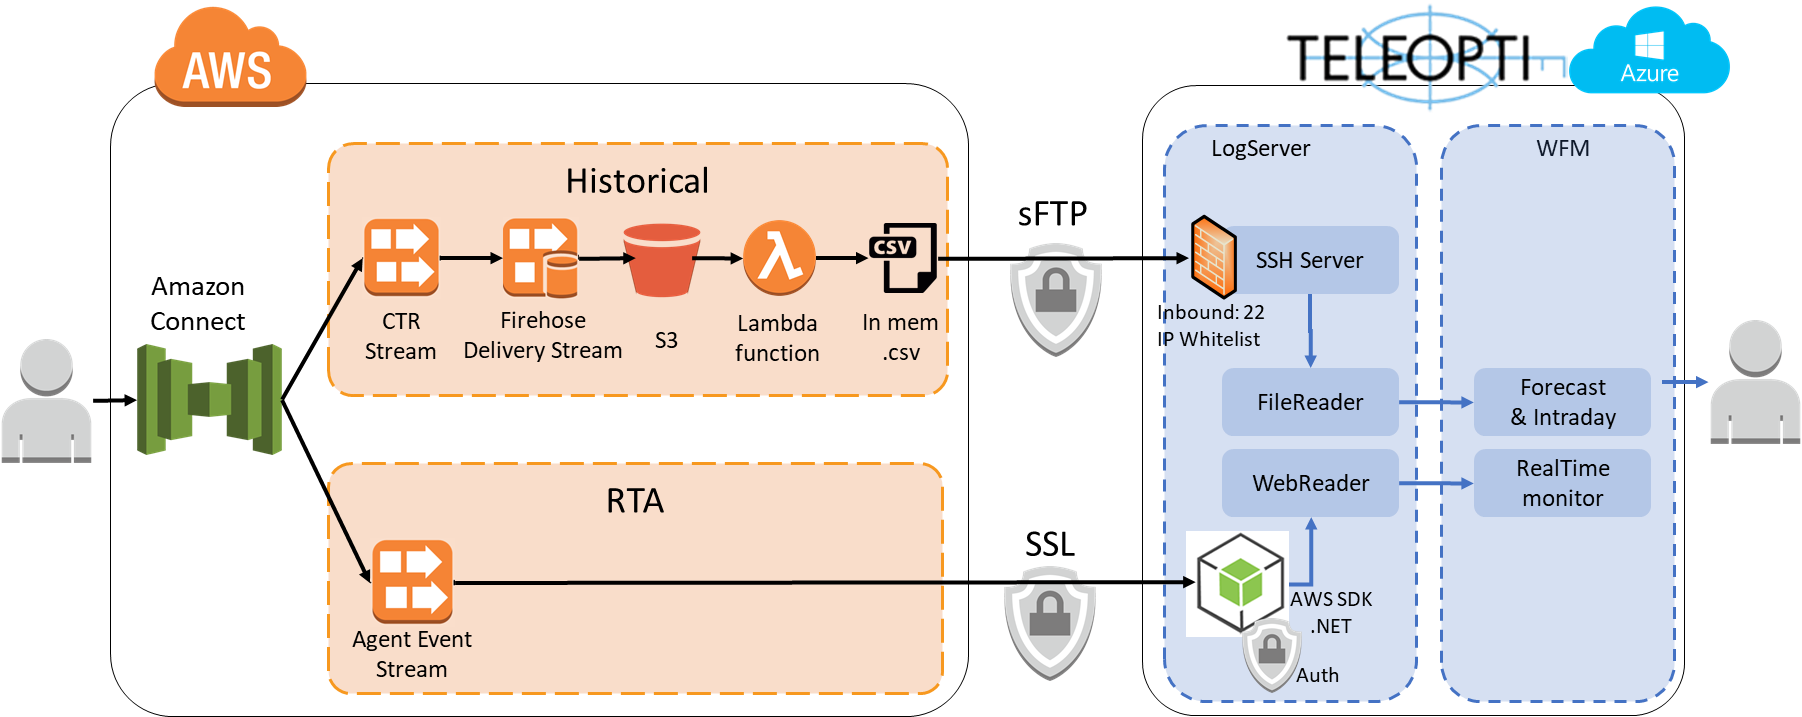 AWS
TELEOPTI
Azure
LogServer
WFM
Historical
sFTP
CSV
SSH Server
Amazon
Connect
CTR
Stream
Firehose
Delivery Stream
S3
Lambda
function
In mem
.csv
Inbound: 22
IP Whitelist
FileReader
Forecast
& Intraday
WebReader
RealTime
monitor
RTA
SSL
Agent Event
Stream
AWS SDK
.NET
Auth